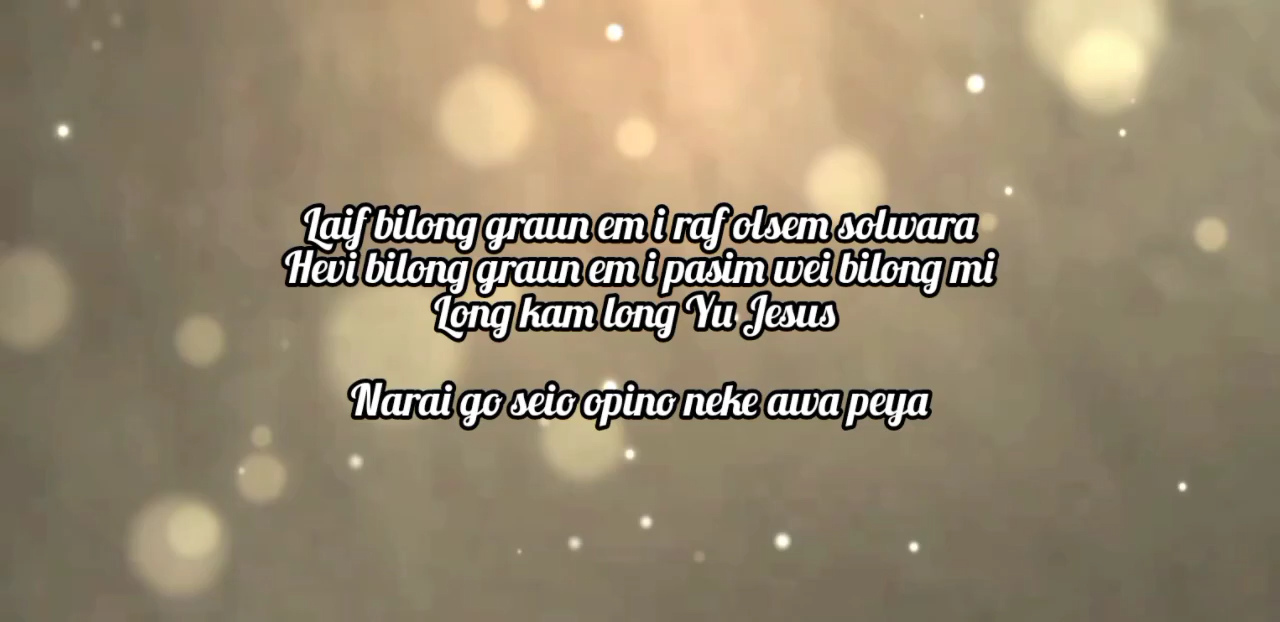 Laif bilong graun em i raf olsem solwara
Hevi bilong graun em i pasim wei bilong mi
Long kam long Yu Jesus
Narai go seio opino neke awa peya